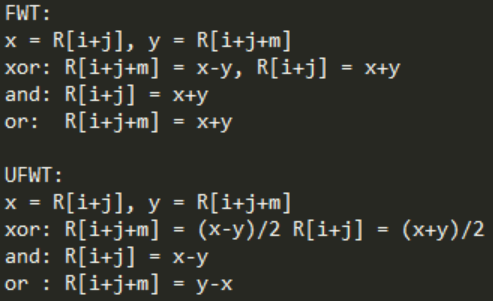 FWT:
x = R[i+j], y = R[i+j+m]
xor: R[i+j+m] = x-y, R[i+j] = x+y
and: R[i+j] = x+y
or:  R[i+j+m] = x+y

UFWT:
x = R[i+j], y = R[i+j+m]
xor: R[i+j+m] = (x-y)/2 R[i+j] = (x+y)/2
and: R[i+j] = x-y
or : R[i+j+m] = y-x